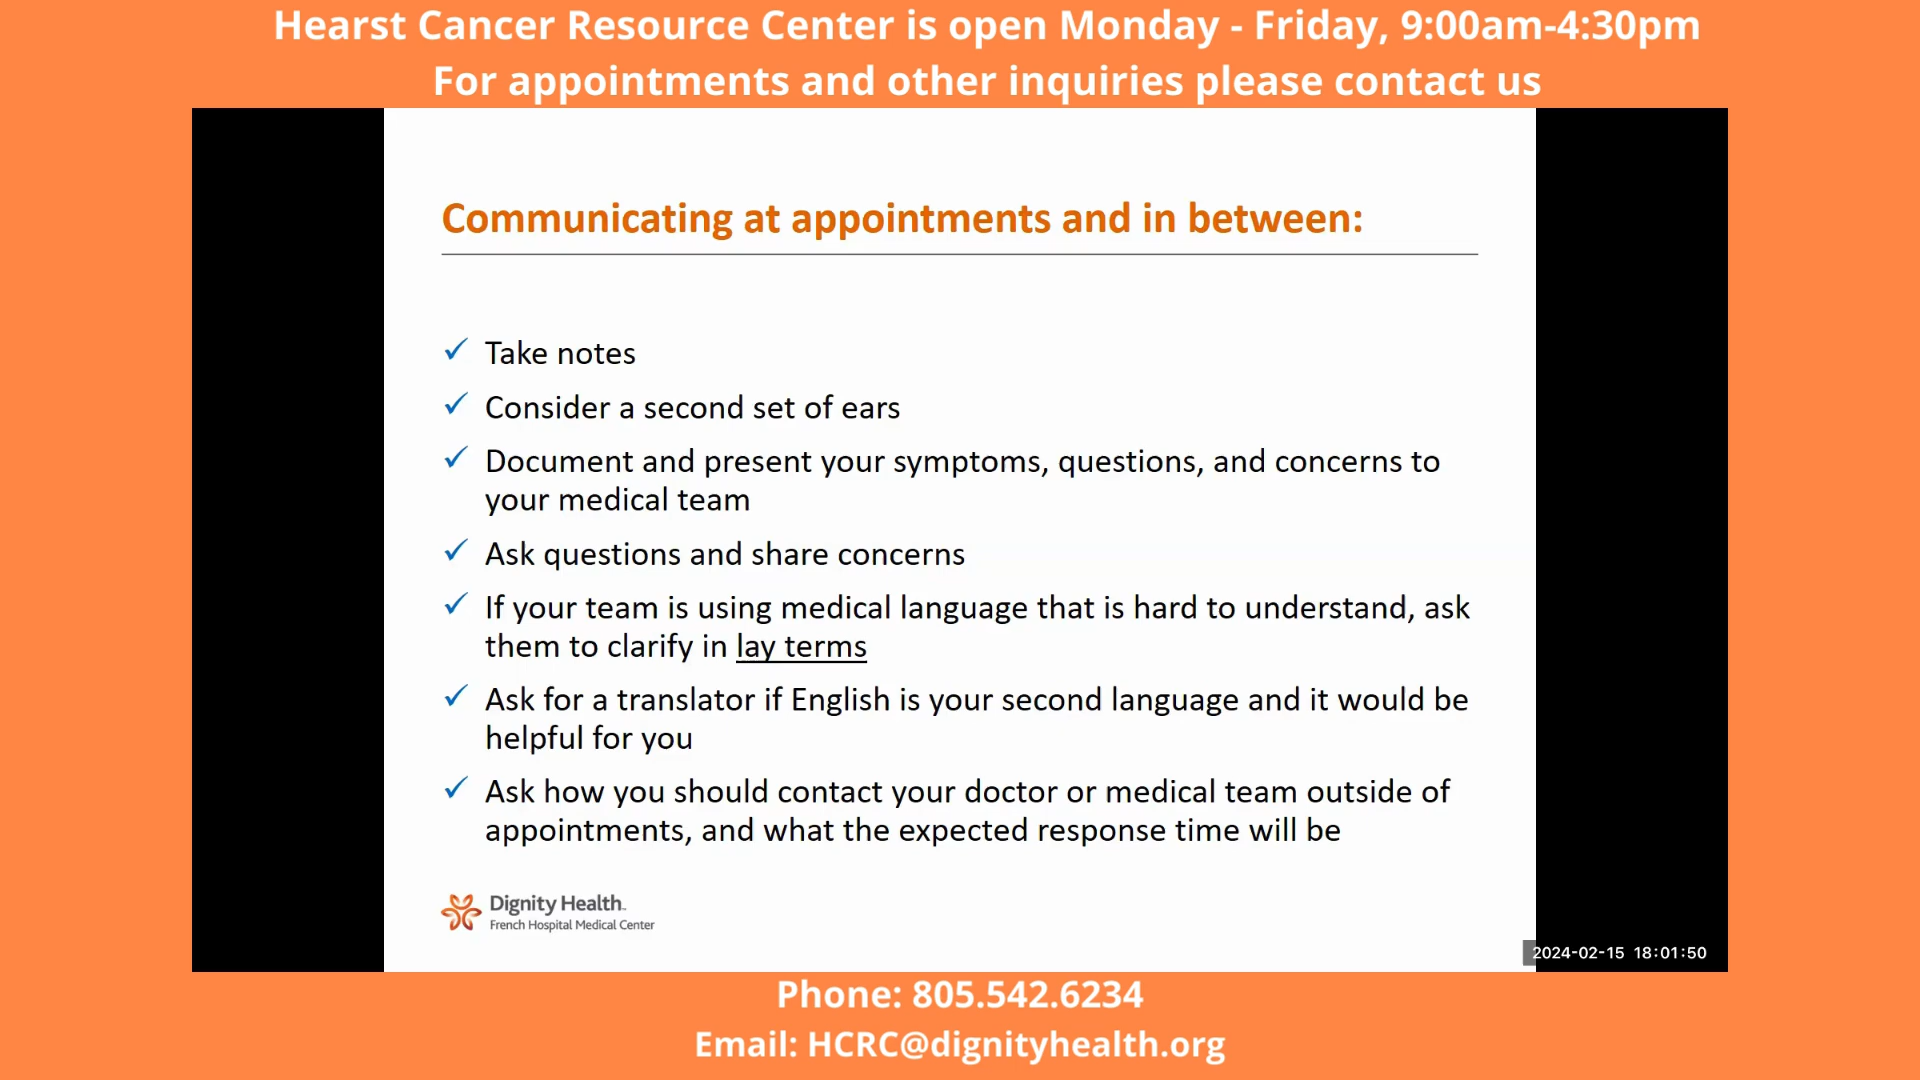 Hearst Cancer Resource Center is open Monday - Friday, 9:00am-4:30pm
For appointments and other inquiries please contact us
Communicating at appointments and in between:
✓ Take notes
✓ Consider a second set of ears
✓ Document and present your symptoms, questions, and concerns to
your medical team
✓ Ask questions and share concerns
✓ If your team is using medical language that is hard to understand, ask
them to clarify in lay terms
✓ Ask for a translator if English is your second language and it would be
helpful for you
✓ Ask how you should contact your doctor or medical team outside of
appointments, and what the expected response time will be
Dignity Health™
French Hospital Medical Center
2024-02-15 18:01:50
Phone: 805.542.6234
Email: HCRC@dignityhealth.org